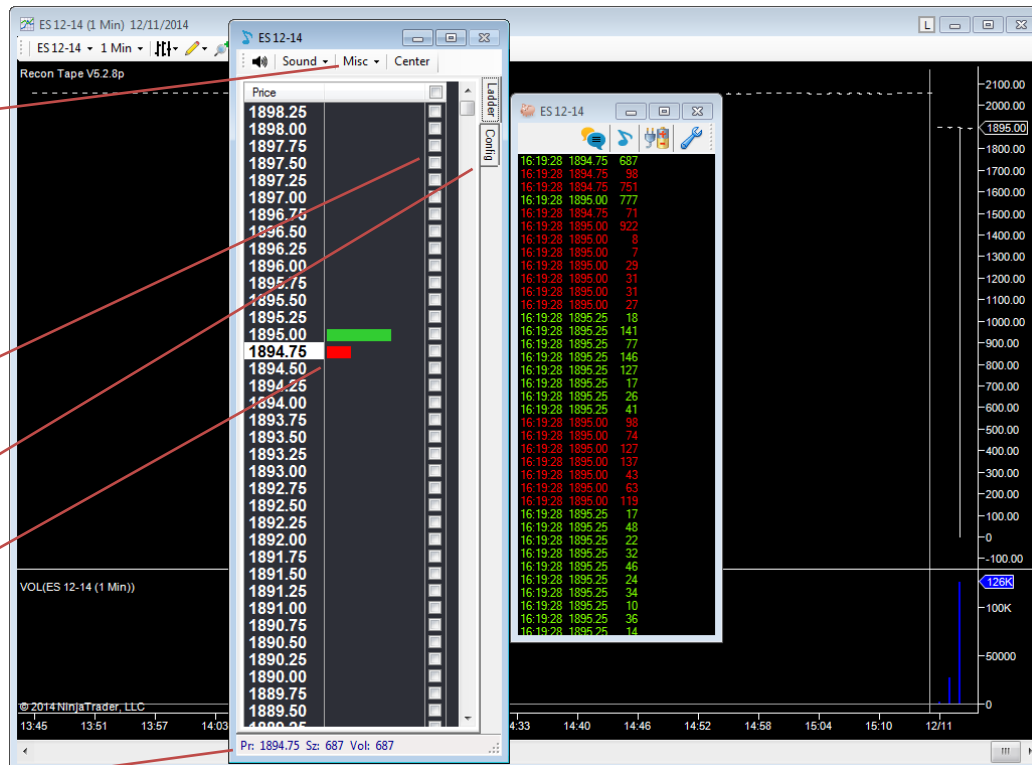 ES 12-14 (1 Min)  12/11/2014
L
ES 12-14 1 Min
Recon Tape V5.2.8p
ES 12-14
Sound Misc Center
Price
Ladder
Config
1898.25
1898.00
1897.75
1897.50
1897.25
1897.00
1896.75
1896.50
1896.25
1896.00
1895.75
1895.50
1895.25
1895.00
1894.75
1894.50
1894.25
1894.00
1893.75
1893.50
1893.25
1893.00
1892.75
1892.50
1892.25
1892.00
1891.75
1891.50
1891.25
1891.00
1890.75
1890.50
1890.25
1890.00
1889.75
1889.50
1889.25
Pr: 1894.75 Sz: 687 Vol: 687
ES 12-14
16:19:28 1894.75 687
16:19:28 1894.75 98
16:19:28 1894.75 751
16:19:28 1895.00 777
16:19:28 1894.75 71
16:19:28 1895.00 922
16:19:28 1895.00 8
16:19:28 1895.00 7
16:19:28 1895.00 29
16:19:28 1895.00 31
16:19:28 1895.00 31
16:19:28 1895.00 27
16:19:28 1895.25 18
16:19:28 1895.25 141
16:19:28 1895.25 77
16:19:28 1895.25 146
16:19:28 1895.25 127
16:19:28 1895.25 17
16:19:28 1895.25 26
16:19:28 1895.25 41
16:19:28 1895.00 98
16:19:28 1895.00 74
16:19:28 1895.00 127
16:19:28 1895.00 137
16:19:28 1895.00 43
16:19:28 1895.00 63
16:19:28 1895.00 119
16:19:28 1895.25 17
16:19:28 1895.25 48
16:19:28 1895.25 22
16:19:28 1895.25 32
16:19:28 1895.25 46
16:19:28 1895.25 24
16:19:28 1895.25 34
16:19:28 1895.25 10
16:19:28 1895.25 36
16:19:28 1895.25 14
2100.00
2000.00
1895.00
1800.00
1700.00
1600.00
1500.00
1400.00
1300.00
1200.00
1100.00
1000.00
900.00
800.00
700.00
600.00
500.00
400.00
300.00
200.00
100.00
0
-100.00
VOL(ES 12-14 (1 Min))
126K
100K
50000
0
© 2014 NinjaTrader, LLC
13:45 13:51 13:57 14:03 4:33 14:40 14:46 14:52 14:58 15:04 15:10 12/11